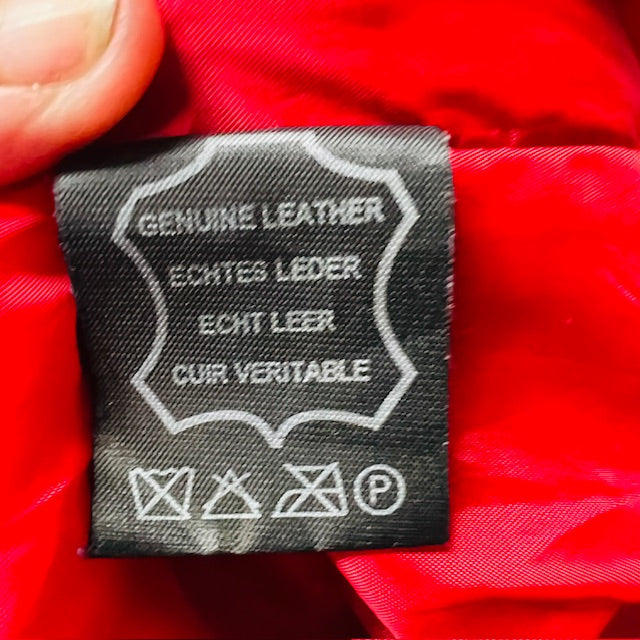 GENUINE LEATHER
ECHTES LEDER
ECHT LEER
CUIR VERITABLE
P